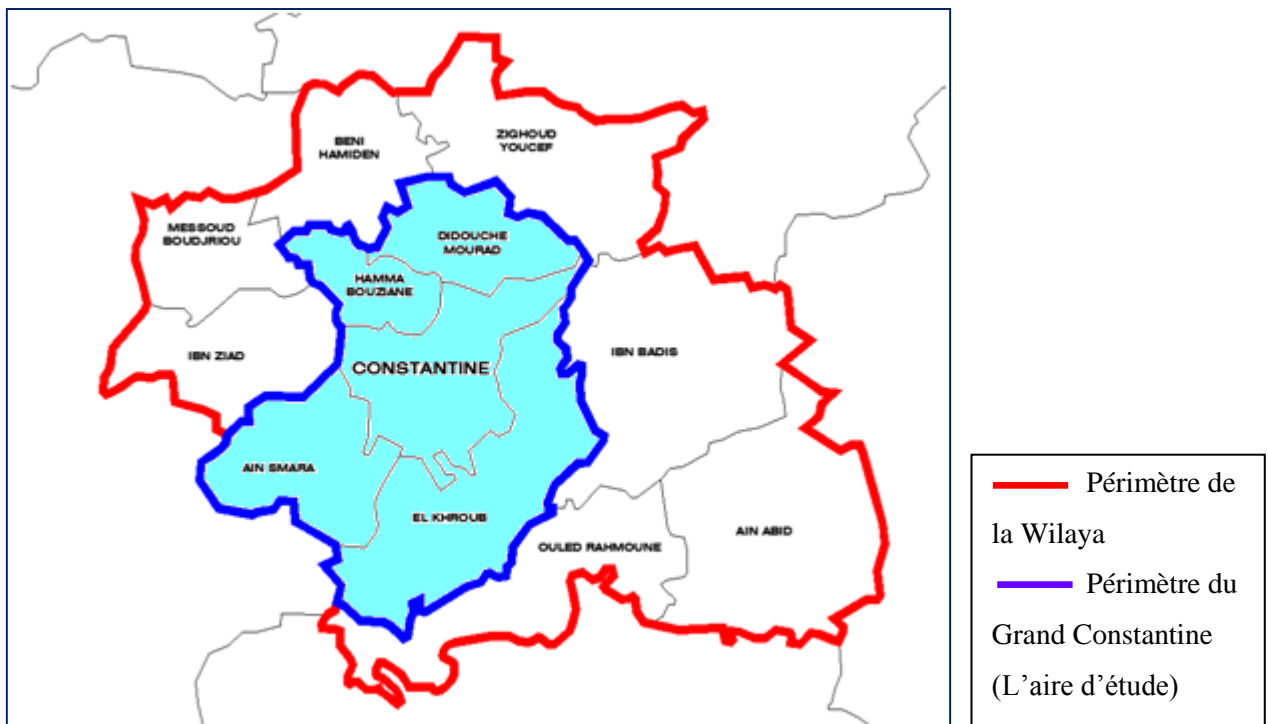 BENI
HAMIDEN
ZIGHOUD
YOUCEF
MESSOUD
BOUDJRIOU
DIDOUCHE
MOURAD
HAMMA
BOUZIANE
IBN ZIAD
CONSTANTINE
IBN BADIS
AIN SMARA
EL KHROUB
OULED RAHMOUNE
AIN ABID
Périmètre de
la Wilaya
Périmètre du
Grand Constantine
(L’aire d’étude)